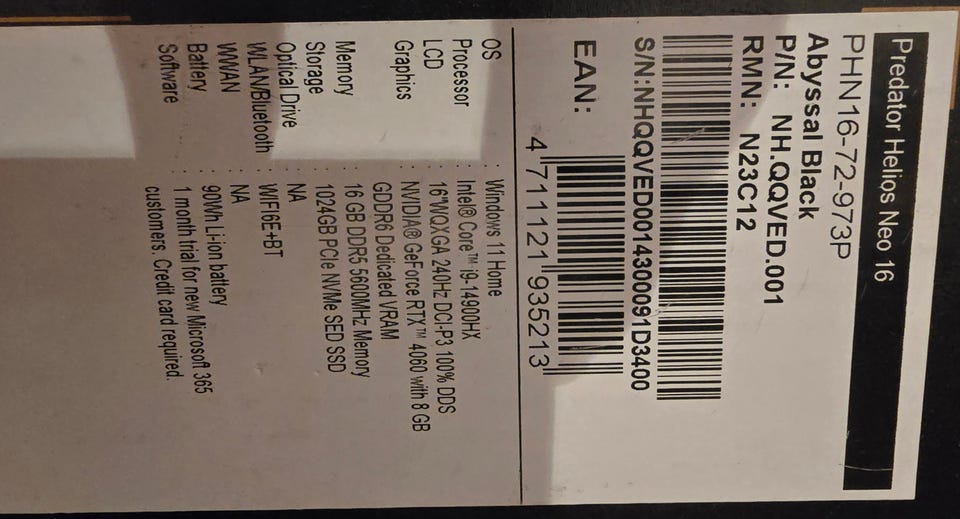 Predator Helios Neo 16
PHN16-72-973P
Abyssal Black
P/N: NH.QQVED.001
RMN: N23C12
S/N:NHQQVED0014300091D3400
EAN:
4 711121 935213
OS : Windows 11 Home
Processor : Intel® Core™ i9-14900HX
LCD : 16"WQXGA 240Hz DCI-P3 100% DDS
Graphics : NVIDIA® GeForce RTX™ 4060 with 8 GB
GDDR6 Dedicated VRAM
Memory : 16 GB DDR5 5600MHz Memory
Storage : 1024GB PCIe NVMe SED SSD
Optical Drive : NA
WLAN/Bluetooth : WIFI6E+BT
WWAN : NA
Battery : 90Wh Li-ion battery
Software : 1 month trial for new Microsoft 365
customers. Credit card required.